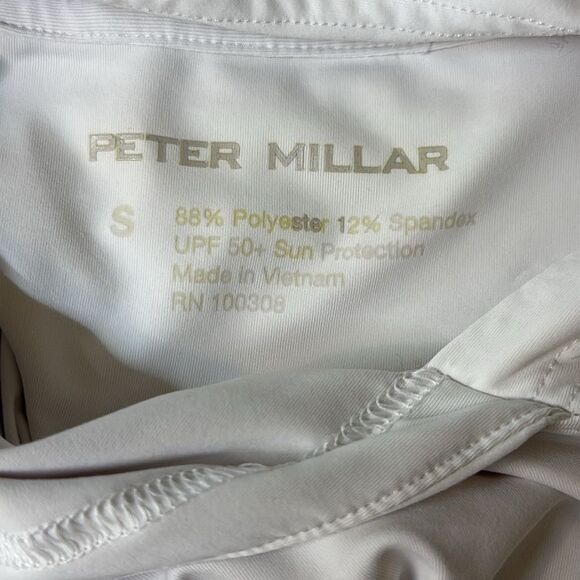 PETER MILLAR
S
88% Polyester 12% Spandex
UPF 50+ Sun Protection
Made in Vietnam
RN 100308